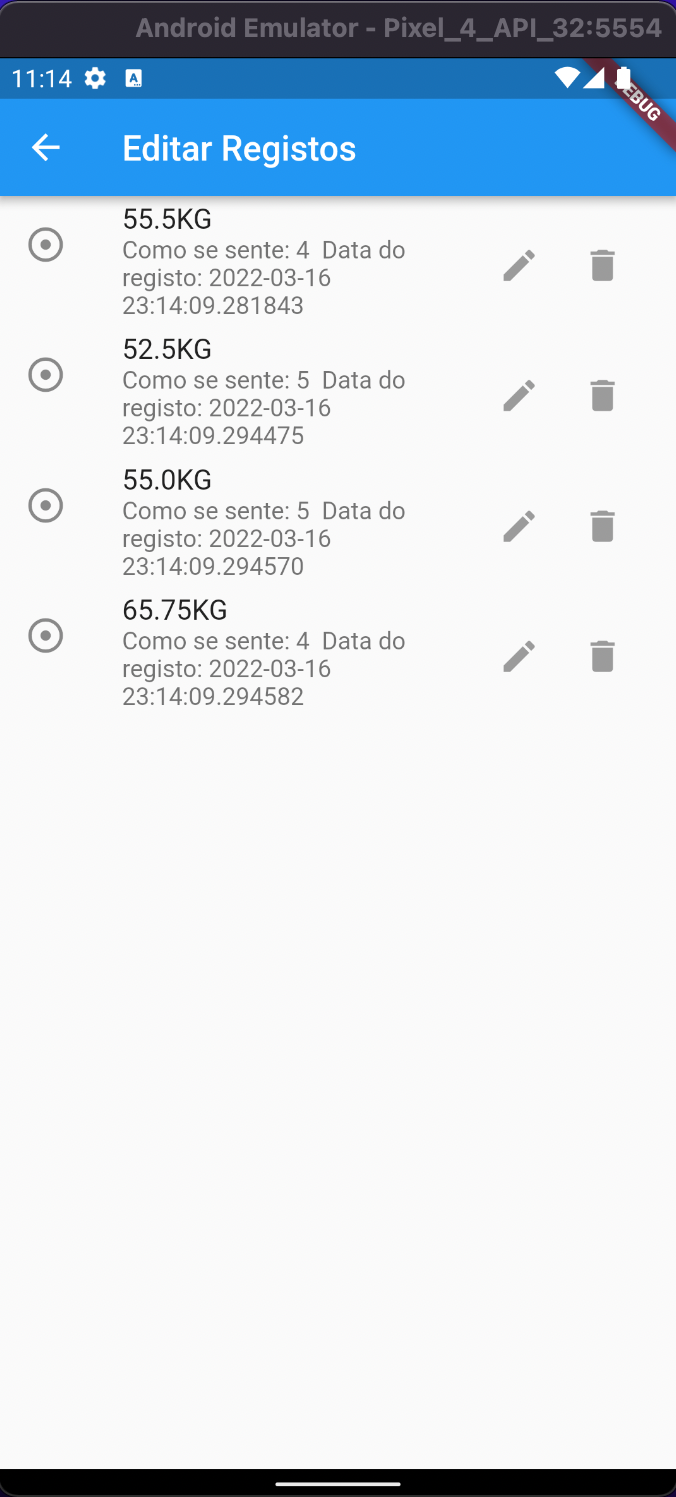 Android Emulator - Pixel_4_API_32:5554
11:14 A
Editar Registos
55.5KG
Como se sente: 4  Data do
registo: 2022-03-16
23:14:09.281843
52.5KG
Como se sente: 5  Data do
registo: 2022-03-16
23:14:09.294475
55.0KG
Como se sente: 5  Data do
registo: 2022-03-16
23:14:09.294570
65.75KG
Como se sente: 4  Data do
registo: 2022-03-16
23:14:09.294582